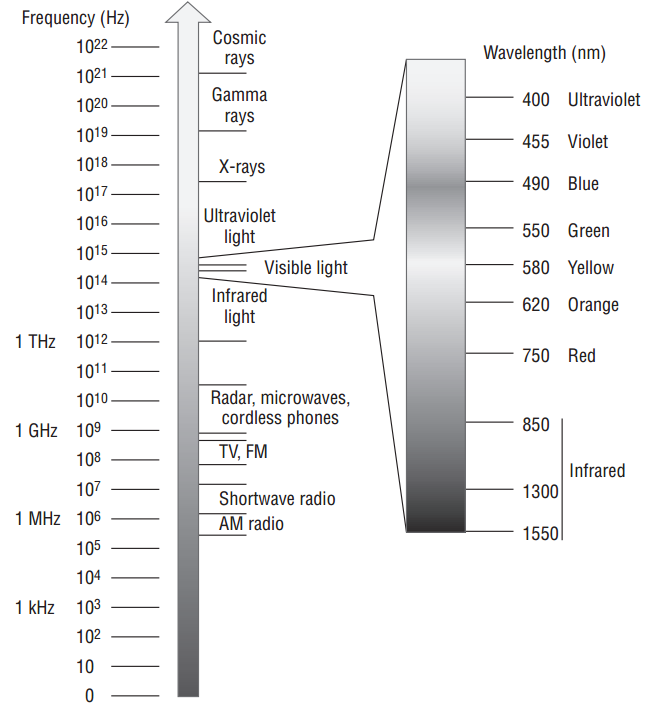 Frequency (Hz)
10²²
10²¹
10²⁰
10¹⁹
10¹⁸
10¹⁷
10¹⁶
10¹⁵
10¹⁴
10¹³
1 THz 10¹²
10¹¹
10¹⁰
1 GHz 10⁹
10⁸
10⁷
1 MHz 10⁶
10⁵
10⁴
1 kHz 10³
10²
10
0
Cosmic
rays
Gamma
rays
X-rays
Ultraviolet
light
Visible light
Infrared
light
Radar, microwaves,
cordless phones
TV, FM
Shortwave radio
AM radio
Wavelength (nm)
400 Ultraviolet
455 Violet
490 Blue
550 Green
580 Yellow
620 Orange
750 Red
850
Infrared
1300
1550